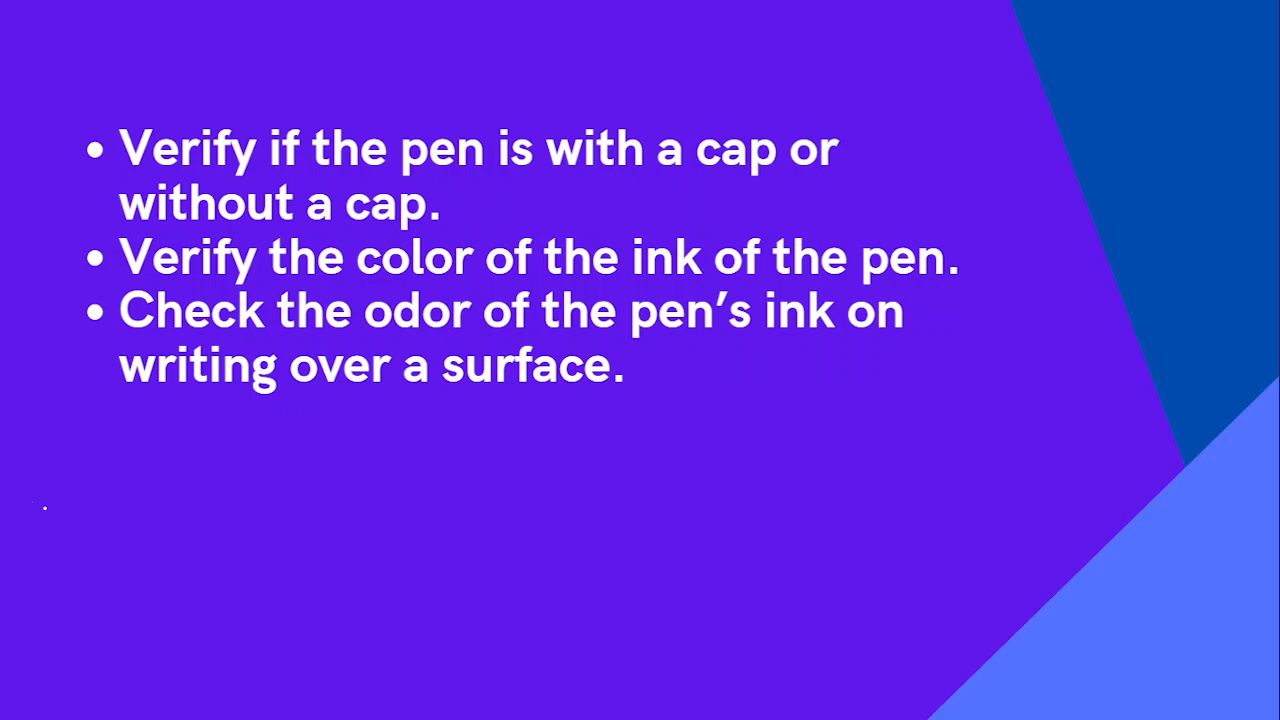 • Verify if the pen is with a cap or
without a cap.
• Verify the color of the ink of the pen.
• Check the odor of the pen’s ink on
writing over a surface.